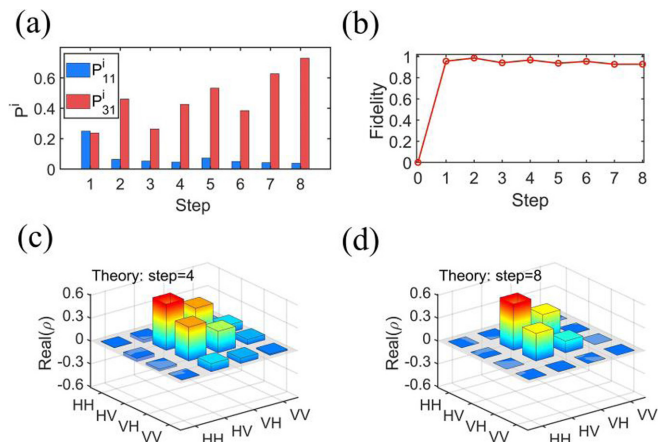 (a)
P^i
0.6
0.4
0.2
0
P^i_11
P^i_31
1 2 3 4 5 6 7 8
Step
(b)
Fidelity
1
0.8
0.6
0.4
0.2
0
0 1 2 3 4 5 6 7 8
Step
(c)
Theory: step=4
Real(ρ)
0.6
0.3
0
-0.3
-0.6
HH
HV
VH
VV
HH
HV
VH
VV
(d)
Theory: step=8
Real(ρ)
0.6
0.3
0
-0.3
-0.6
HH
HV
VH
VV
HH
HV
VH
VV